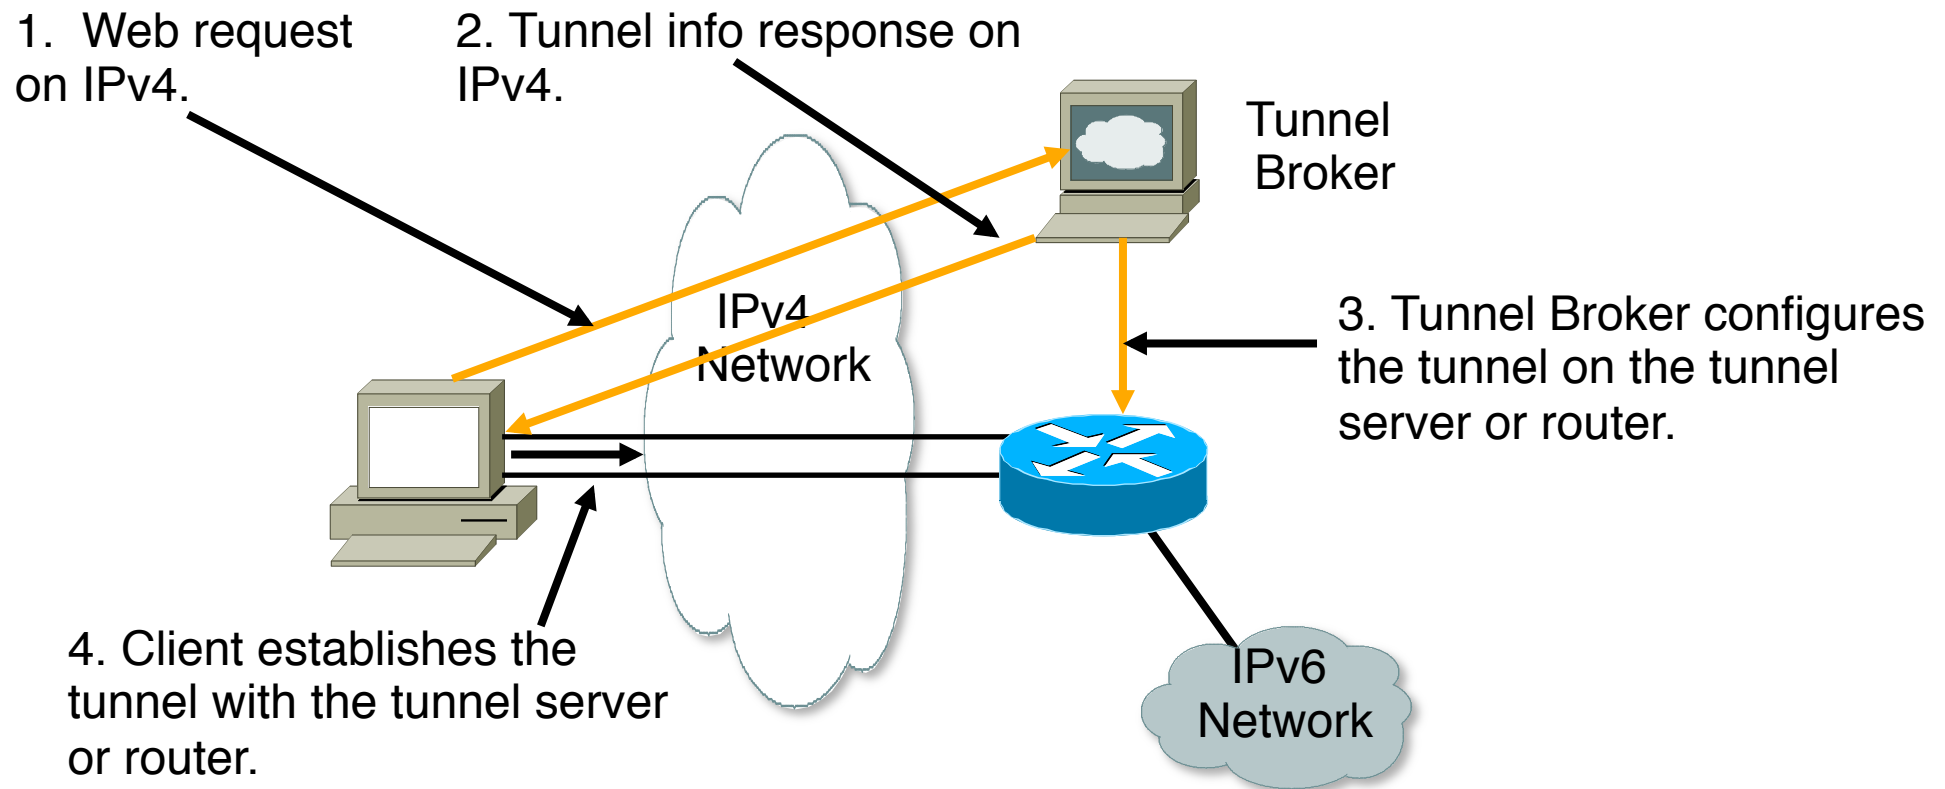 1. Web request
on IPv4.
2. Tunnel info response on
IPv4.
Tunnel
Broker
IPv4
Network
3. Tunnel Broker configures
the tunnel on the tunnel
server or router.
4. Client establishes the
tunnel with the tunnel server
or router.
IPv6
Network